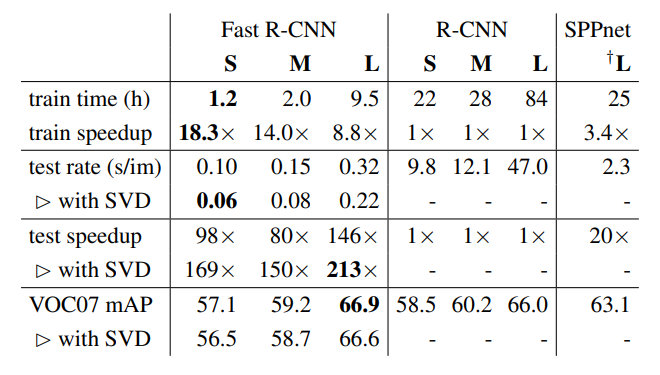 Fast R-CNN R-CNN SPPnet
S M L S M L †L
train time (h) 1.2 2.0 9.5 22 28 84 25
train speedup 18.3× 14.0× 8.8× 1× 1× 1× 3.4×
test rate (s/im) 0.10 0.15 0.32 9.8 12.1 47.0 2.3
▷ with SVD 0.06 0.08 0.22 - - - -
test speedup 98× 80× 146× 1× 1× 1× 20×
▷ with SVD 169× 150× 213× - - - -
VOC07 mAP 57.1 59.2 66.9 58.5 60.2 66.0 63.1
▷ with SVD 56.5 58.7 66.6 - - - -